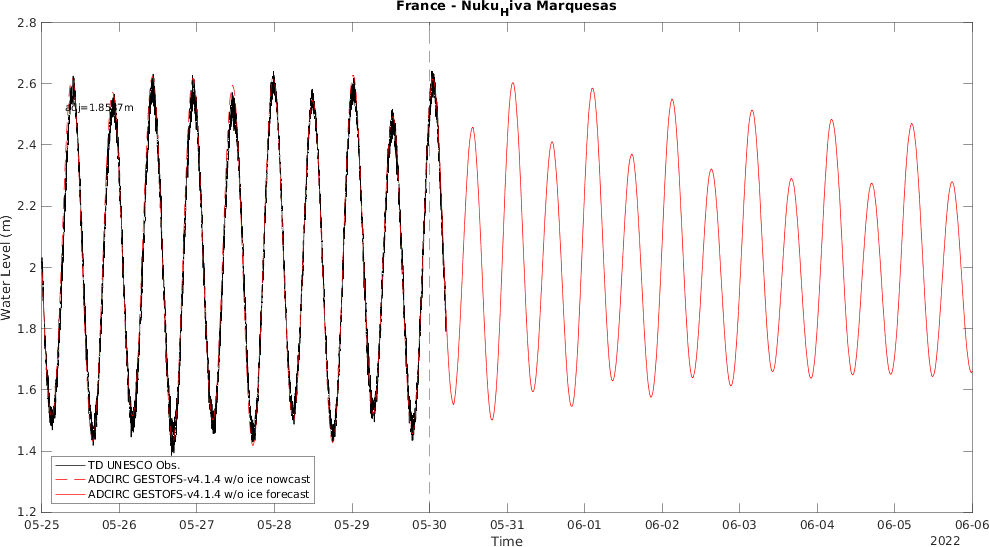 France - Nuku_Hiva Marquesas
2.8
2.6
2.4
2.2
2
1.8
1.6
1.4
1.2
Water Level (m)
TD UNESCO Obs.
ADCIRC GESTOFS-v4.1.4 w/o ice nowcast
ADCIRC GESTOFS-v4.1.4 w/o ice forecast
05-25 05-26 05-27 05-28 05-29 05-30 05-31 06-01 06-02 06-03 06-04 06-05 06-06
Time
2022